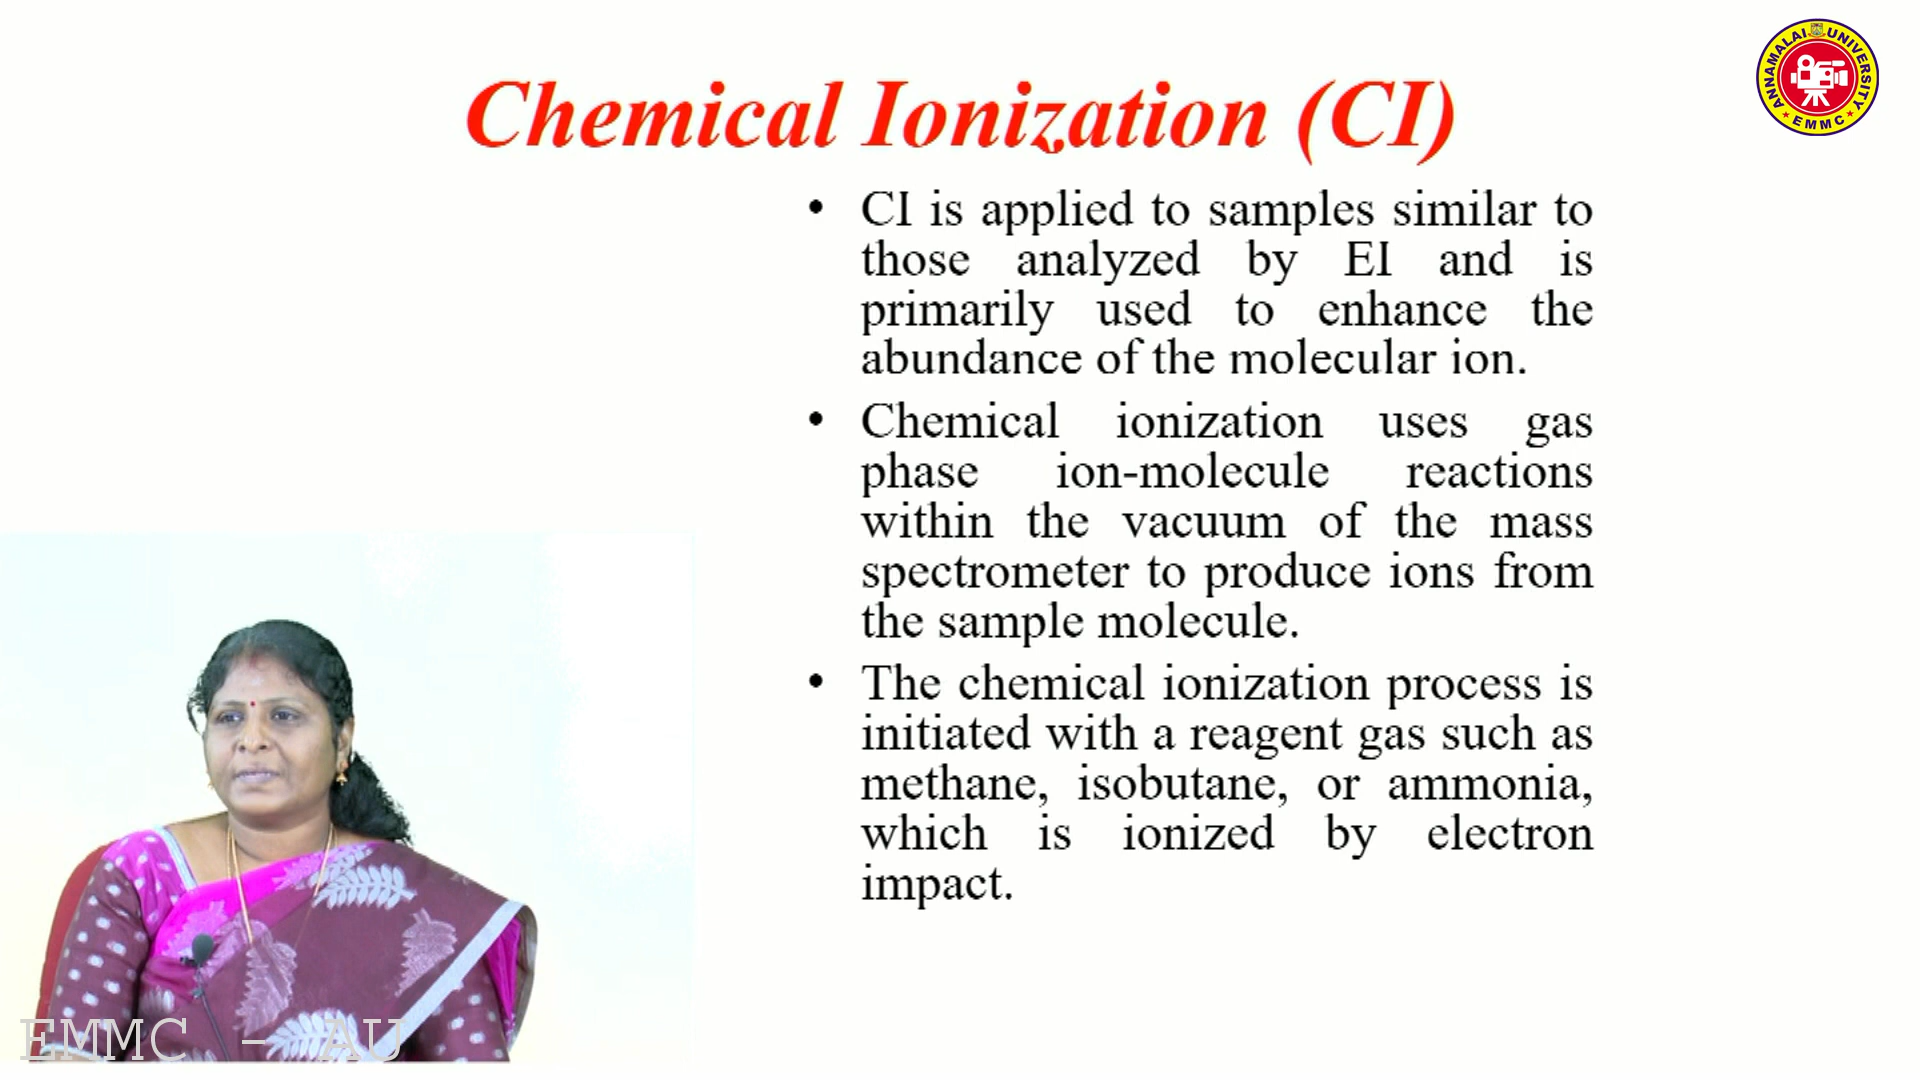 Chemical Ionization (CI)
ANNAMALAI UNIVERSITY
EMMC
• CI is applied to samples similar to
those analyzed by EI and is
primarily used to enhance the
abundance of the molecular ion.
• Chemical ionization uses gas
phase ion-molecule reactions
within the vacuum of the mass
spectrometer to produce ions from
the sample molecule.
• The chemical ionization process is
initiated with a reagent gas such as
methane, isobutane, or ammonia,
which is ionized by electron
impact.
EMMC - AU